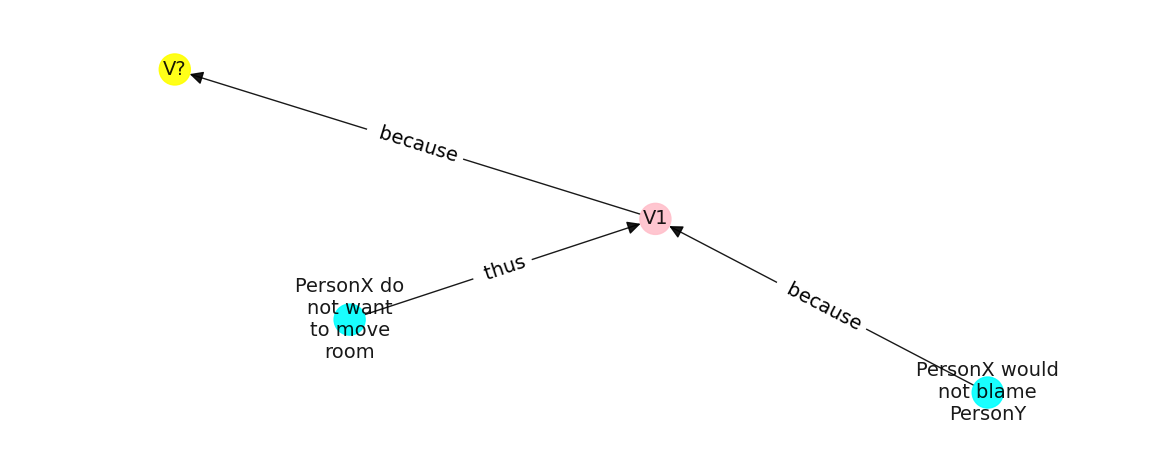 V?
because
V1
thus
PersonX do
not want
to move
room
because
PersonX would
not blame
PersonY